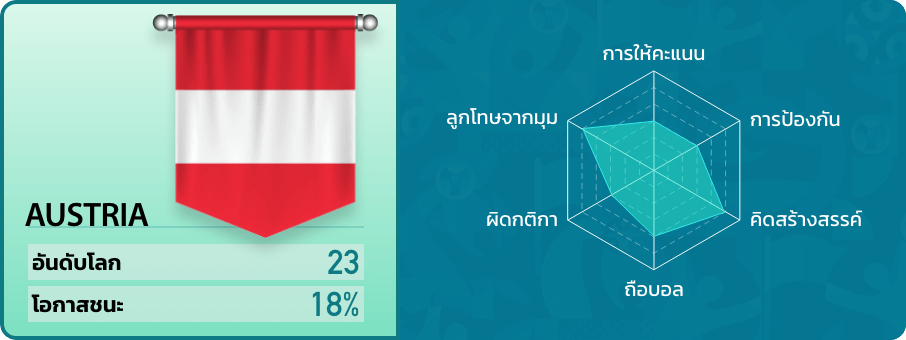 AUSTRIA
อันดับโลก 23
โอกาสชนะ 18%
การให้คะแนน
ลูกโทษจากมุม
การป้องกัน
ผิดกติกา
คิดสร้างสรรค์
ถือบอล